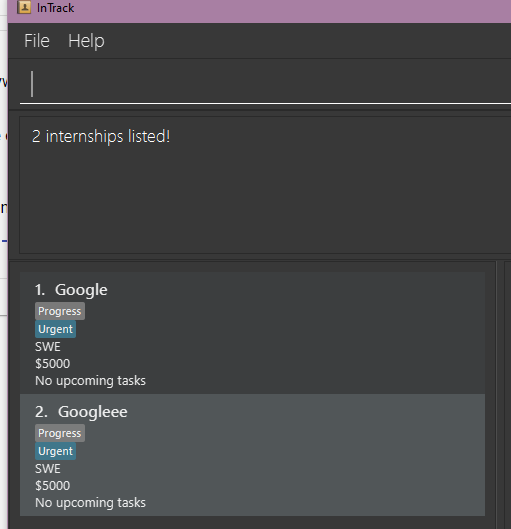 InTrack
File Help
2 internships listed!
1. Google
Progress
Urgent
SWE
$5000
No upcoming tasks
2. Googleee
Progress
Urgent
SWE
$5000
No upcoming tasks